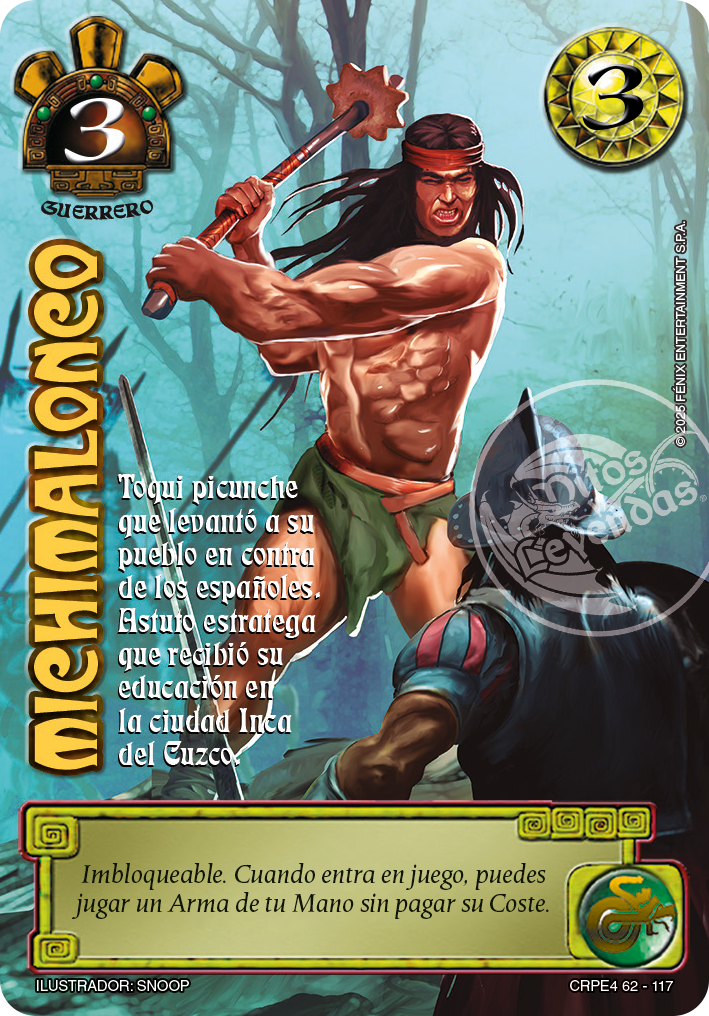 3
GUERRERO
3
MICHIMALONCO
Toqui picunche
que levantó a su
pueblo en contra
de los españoles.
Astuto estratega
que recibió su
educación en
la ciudad Inca
del Cuzco.
© 2025 FÉNIX ENTERTAINMENT S.P.A.
Mitos
Leyendas®
Imbloqueable. Cuando entra en juego, puedes
jugar un Arma de tu Mano sin pagar su Coste.
ILUSTRADOR: SNOOP
CRPE4 62 - 117